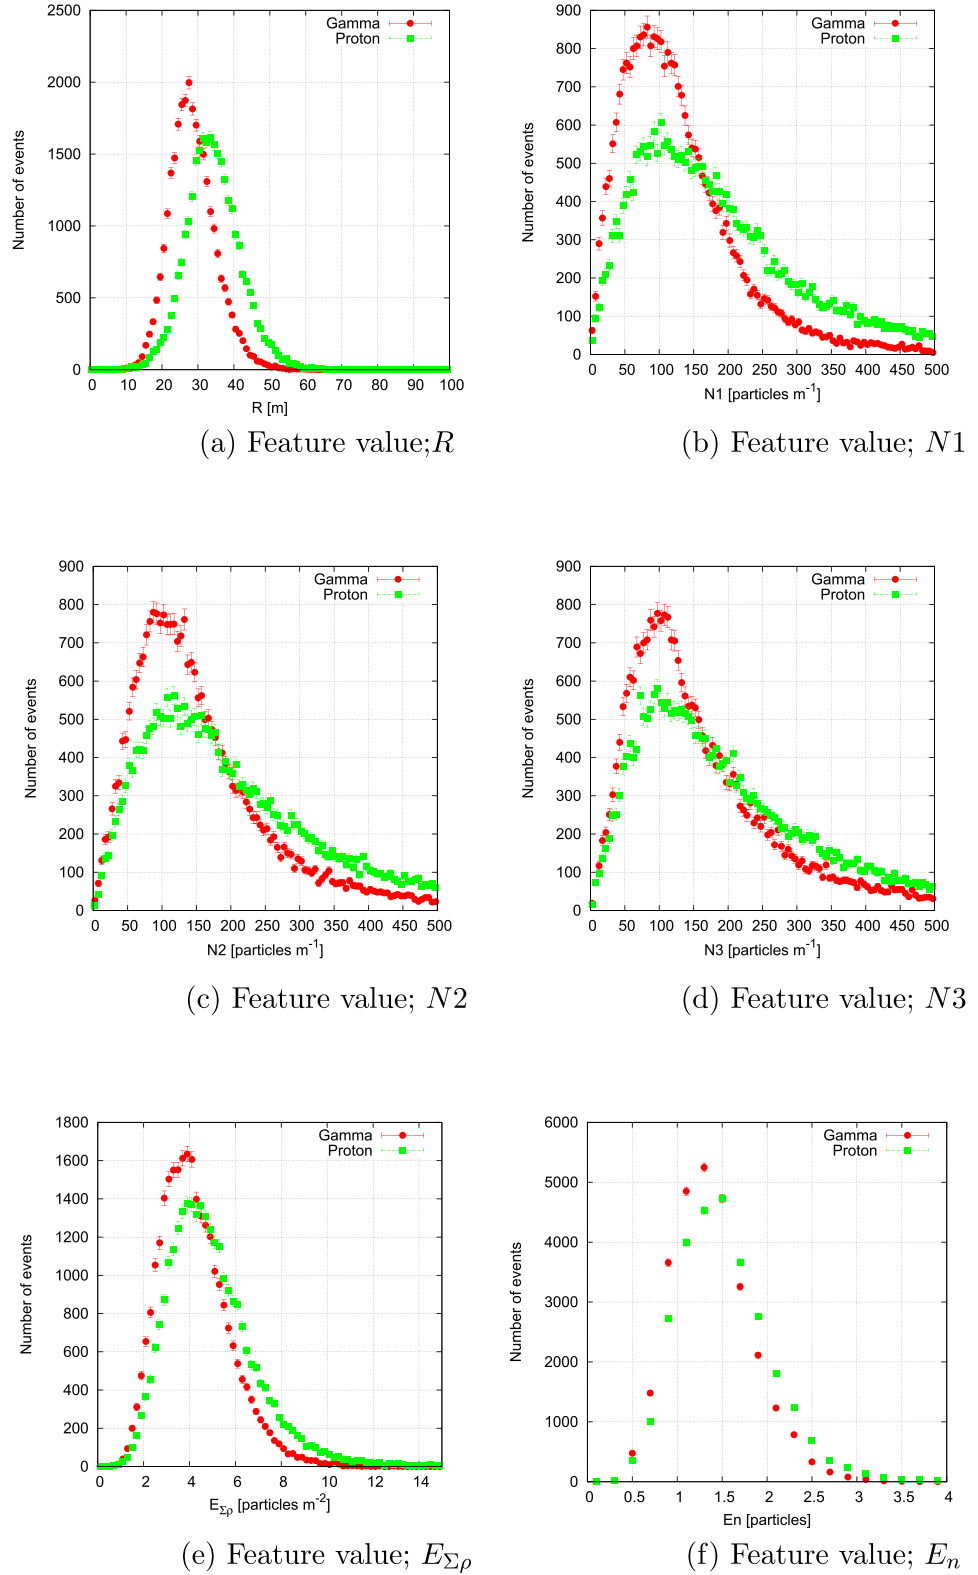 Number of events
2500
2000
1500
1000
500
0
Gamma
Proton
0 10 20 30 40 50 60 70 80 90 100
R [m]
(a) Feature value;R
Number of events
900
800
700
600
500
400
300
200
100
0
Gamma
Proton
0 50 100 150 200 250 300 350 400 450 500
N1 [particles m⁻¹]
(b) Feature value; N1
Number of events
900
800
700
600
500
400
300
200
100
0
Gamma
Proton
0 50 100 150 200 250 300 350 400 450 500
N2 [particles m⁻¹]
(c) Feature value; N2
Number of events
900
800
700
600
500
400
300
200
100
0
Gamma
Proton
0 50 100 150 200 250 300 350 400 450 500
N3 [particles m⁻¹]
(d) Feature value; N3
Number of events
1800
1600
1400
1200
1000
800
600
400
200
0
Gamma
Proton
0 2 4 6 8 10 12 14
E_Σρ [particles m⁻²]
(e) Feature value; E_Σρ
Number of events
6000
5000
4000
3000
2000
1000
0
Gamma
Proton
0 0.5 1 1.5 2 2.5 3 3.5 4
En [particles]
(f) Feature value; E_n